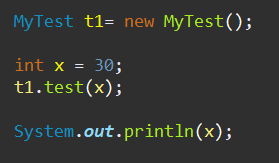 MyTest t1= new MyTest();
int x = 30;
t1.test(x);
System.out.println(x);